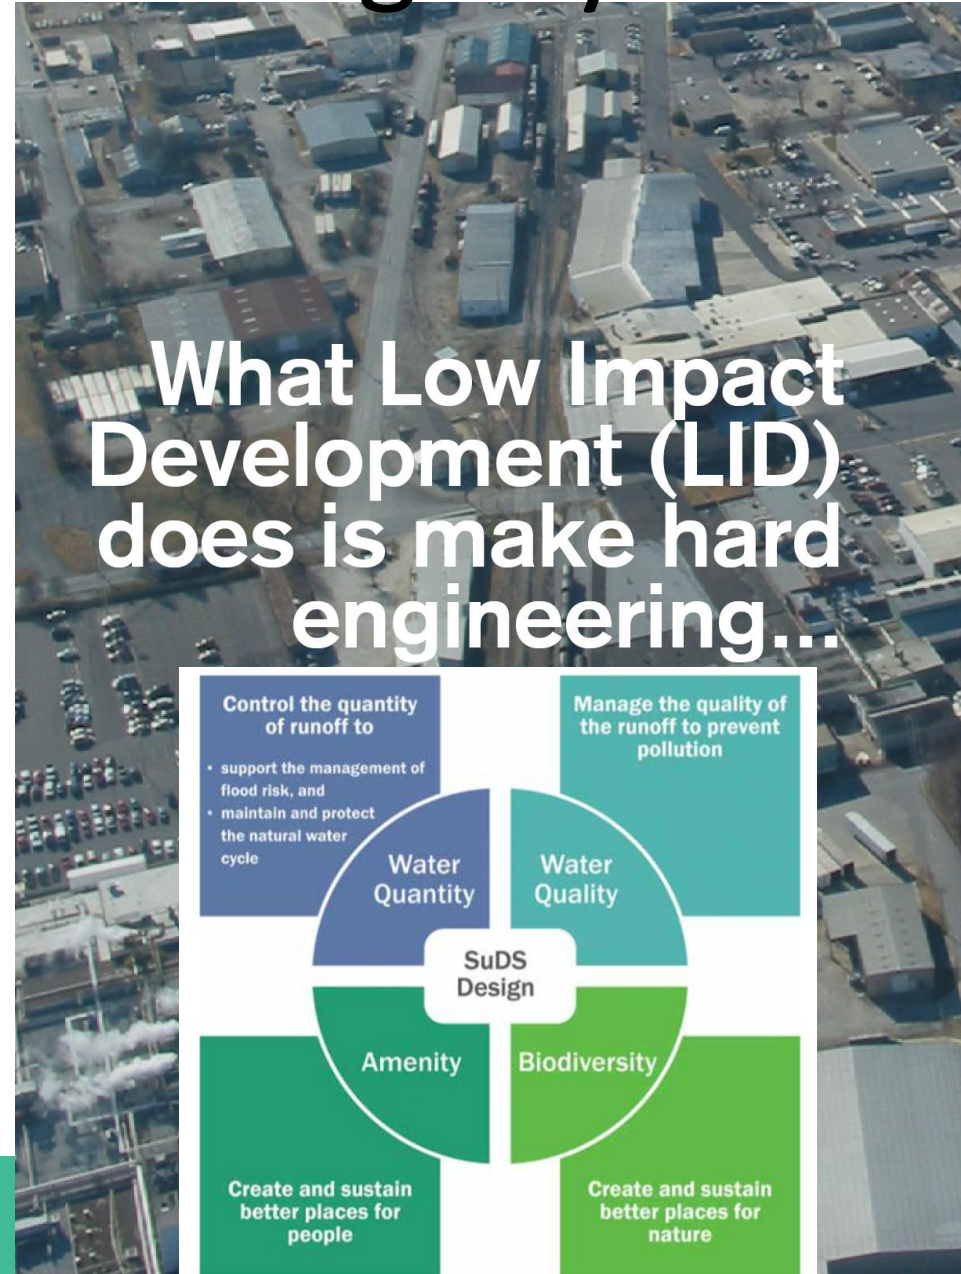 What Low Impact
Development (LID)
does is make hard
engineering...
Control the quantity
of runoff to
• support the management of
flood risk, and
• maintain and protect
the natural water
cycle
Manage the quality of
the runoff to prevent
pollution
Water
Quantity
Water
Quality
SuDS
Design
Amenity
Biodiversity
Create and sustain
better places for
people
Create and sustain
better places for
nature